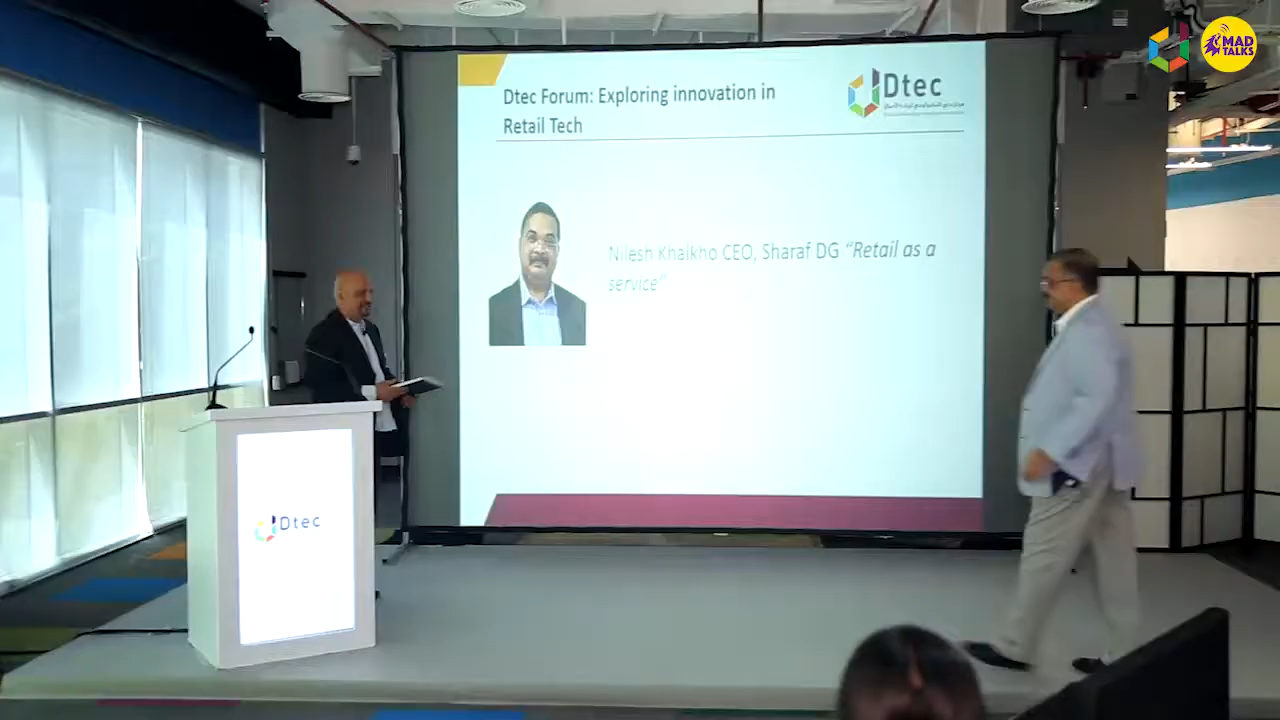 MAD
TALKS
Dtec Forum: Exploring innovation in
Retail Tech
Dtec
Nilesh Khalkho CEO, Sharaf DG “Retail as a
service”
Dtec